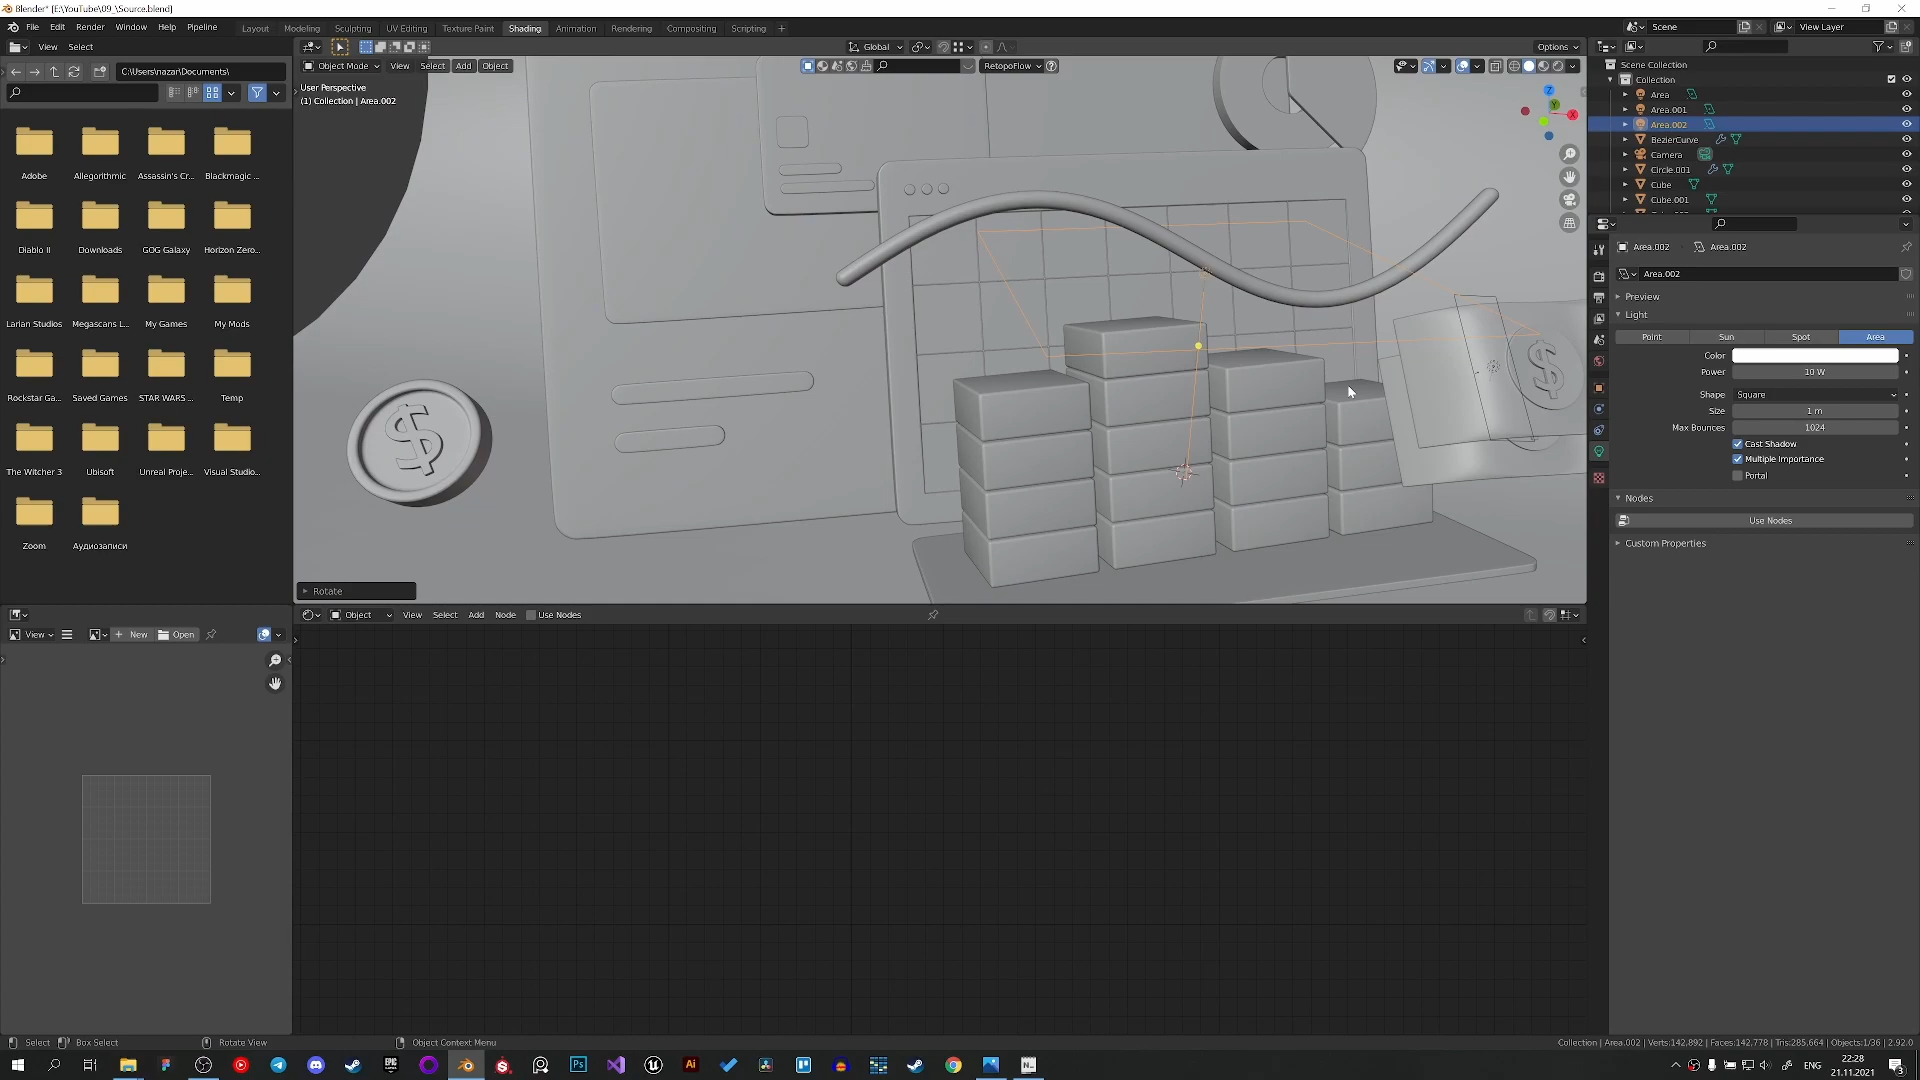 Blender* [E:\YouTube\09_\Source.blend]
File Edit Render Window Help Pipeline
Layout Modeling Sculpting UV Editing Texture Paint Shading Animation Rendering Compositing Scripting +
Scene View Layer
View Select
Global
Options
C:\Users\nazar\Documents\
Object Mode View Select Add Object
RetopoFlow
User Perspective
(1) Collection | Area.002
Scene Collection
Collection
Area
Area.001
Area.002
BezierCurve
Camera
Circle.001
Cube
Cube.001
X
Y
Z
Adobe Allegorithmic Assassin's Cr... Blackmagic ...
Diablo II Downloads GOG Galaxy Horizon Zero...
Larian Studios Megascans L... My Games My Mods
Rockstar Ga... Saved Games STAR WARS ... Temp
The Witcher 3 Ubisoft Unreal Proje... Visual Studio...
Zoom Аудиозаписи
$
$
Area.002 Area.002
Area.002
Preview
Light
Point Sun Spot Area
Color
Power 10 W
Shape Square
Size 1 m
Max Bounces 1024
Cast Shadow
Multiple Importance
Portal
Nodes
Use Nodes
Custom Properties
Rotate
Object View Select Add Node Use Nodes
View New Open
Select Box Select Rotate View Object Context Menu
Collection | Area.002 | Verts:142,892 | Faces:142,778 | Tris:285,664 | Objects:1/36 | 2.92.0
EPIC
Ps
Ai
N
ENG
22:28
21.11.2021
3